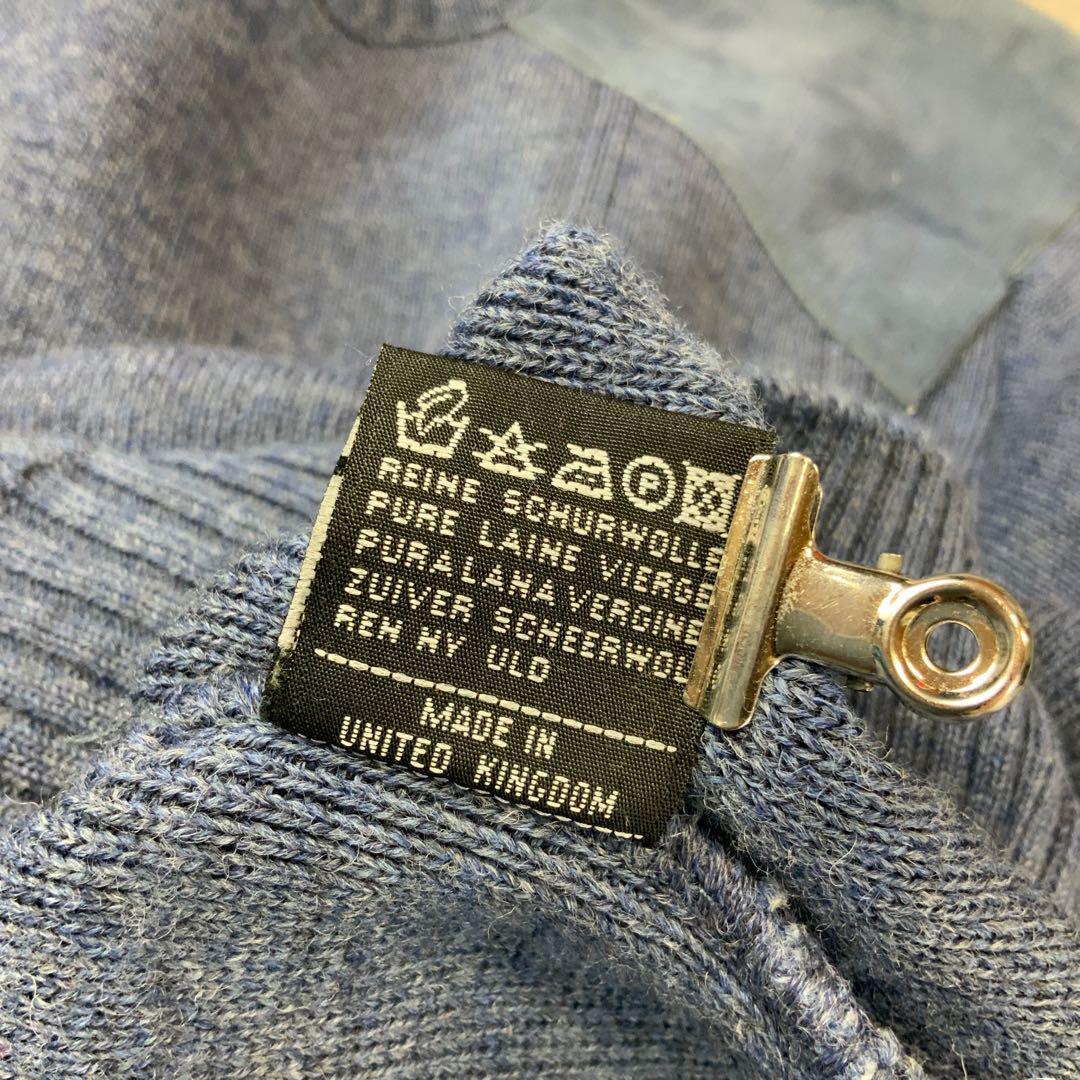 P
REINE SCHURWOLLE
PURE LAINE VIERGE
PURA LANA VERGINE
ZUIVER SCHEERWOL
REN NY ULD
MADE IN
UNITED KINGDOM